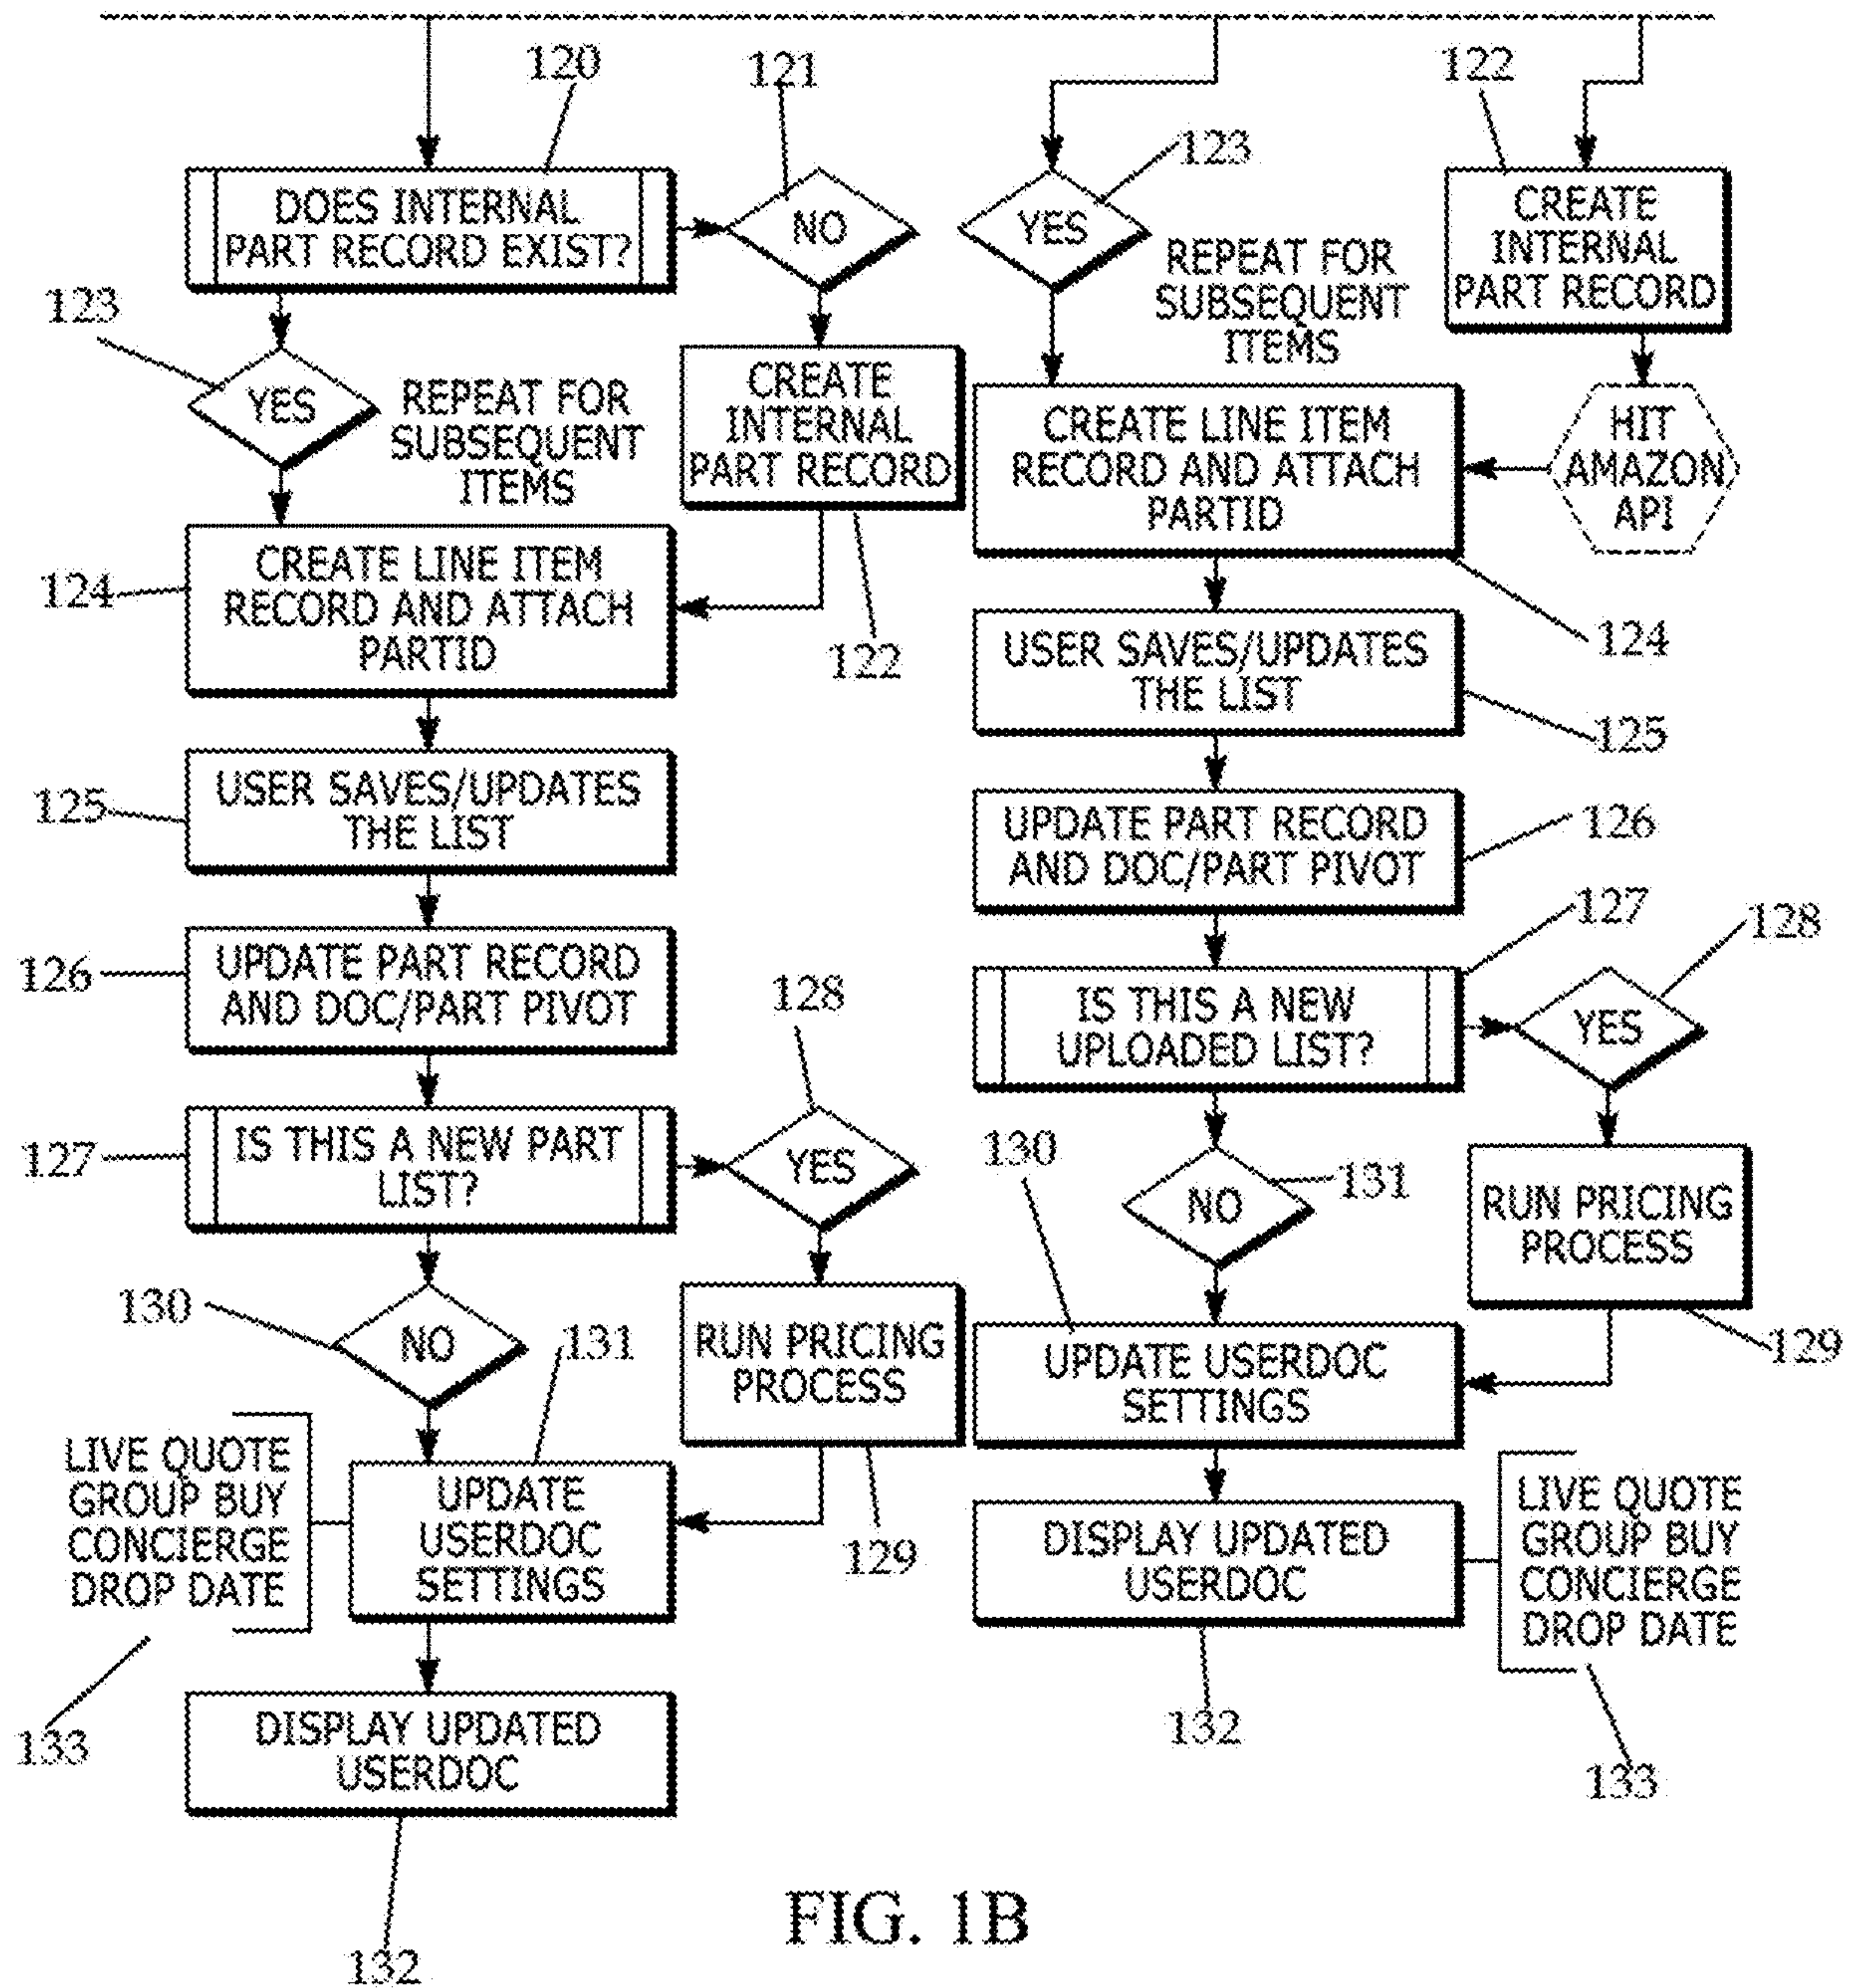 120
121
122
123
DOES INTERNAL
PART RECORD EXIST?
NO
YES
CREATE
INTERNAL
PART RECORD
REPEAT FOR
SUBSEQUENT
ITEMS
123
YES
REPEAT FOR
SUBSEQUENT
ITEMS
CREATE
INTERNAL
PART RECORD
CREATE LINE ITEM
RECORD AND ATTACH
PARTID
HIT
AMAZON
API
124
CREATE LINE ITEM
RECORD AND ATTACH
PARTID
122
124
USER SAVES/UPDATES
THE LIST
125
125
USER SAVES/UPDATES
THE LIST
UPDATE PART RECORD
AND DOC/PART PIVOT
126
126
UPDATE PART RECORD
AND DOC/PART PIVOT
128
127
128
IS THIS A NEW
UPLOADED LIST?
YES
127
IS THIS A NEW PART
LIST?
YES
130
NO
131
RUN PRICING
PROCESS
130
NO
131
RUN PRICING
PROCESS
UPDATE USERDOC
SETTINGS
129
LIVE QUOTE
GROUP BUY
CONCIERGE
DROP DATE
UPDATE
USERDOC
SETTINGS
129
DISPLAY UPDATED
USERDOC
LIVE QUOTE
GROUP BUY
CONCIERGE
DROP DATE
133
DISPLAY UPDATED
USERDOC
132
133
132
FIG. 1B